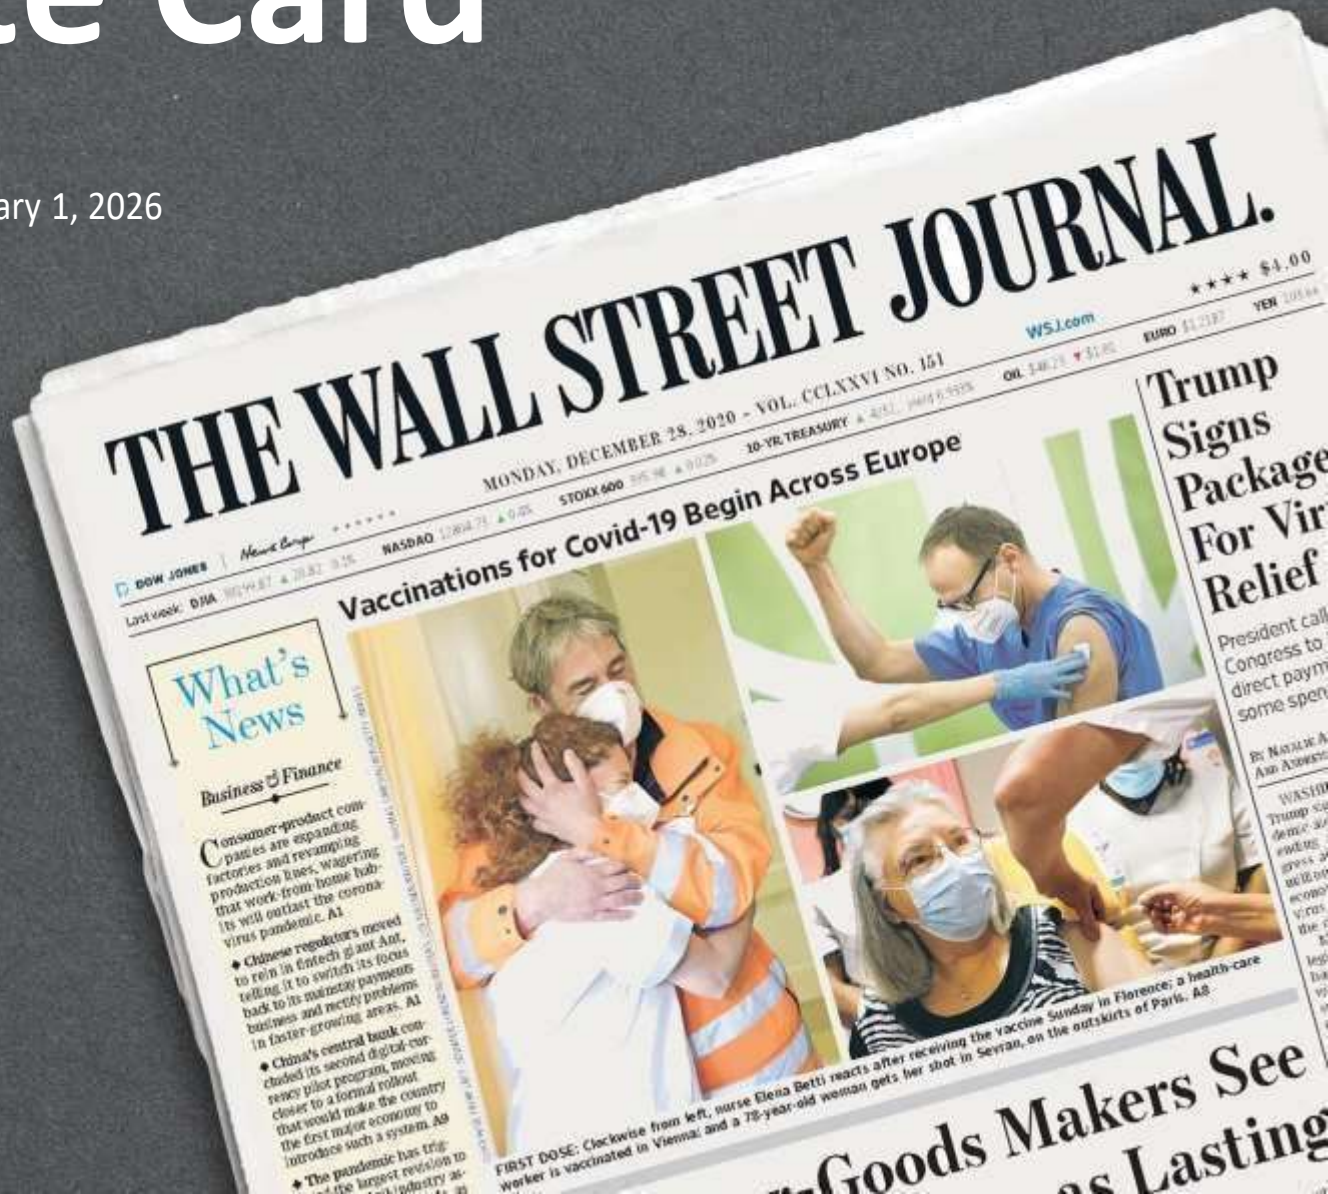 Card
ary 1, 2026
THE WALL STREET JOURNAL.
DOW JONES | News Corp
MONDAY, DECEMBER 28, 2020 - VOL. CCLXXVI NO. 151
WSJ.com
★★★★ $4.00
Last week: DJIA NASDAQ STOXX 600 10-YR. TREASURY OIL EURO YEN
What's
News
Business & Finance
Consumer-product com-
panies are expanding
factories and revamping
production lines, wagering
that work-from-home hab-
its will outlast the corona-
virus pandemic. A1
◆ Chinese regulators moved
to rein in fintech giant Ant,
telling it to switch its focus
back to its mainstay payments
business and rectify problems
in faster-growing areas. A1
◆ China's central bank con-
cluded its second digital-cur-
rency pilot program, moving
closer to a formal rollout
that would make the country
the first major economy to
introduce such a system. A9
◆ The pandemic has trig-
the largest revision to
industry as-
Vaccinations for Covid-19 Begin Across Europe
FIRST DOSE: Clockwise from left, nurse Elena Betti reacts after receiving the vaccine Sunday in Florence; a health-care
worker is vaccinated in Vienna; and a 78-year-old woman gets her shot in Sevran, on the outskirts of Paris. A8
Trump
Signs
Package
For Vir
Relief
President call
Congress to
direct paym
some spen
Goods Makers See
as Lasting